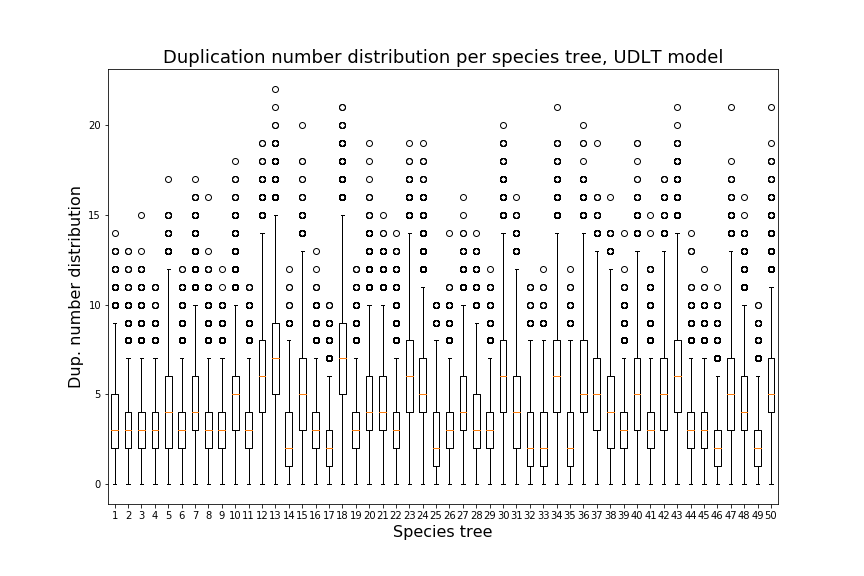 Duplication number distribution per species tree, UDLT model
Dup. number distribution
20
15
10
5
0
1 2 3 4 5 6 7 8 9 10 11 12 13 14 15 16 17 18 19 20 21 22 23 24 25 26 27 28 29 30 31 32 33 34 35 36 37 38 39 40 41 42 43 44 45 46 47 48 49 50
Species tree